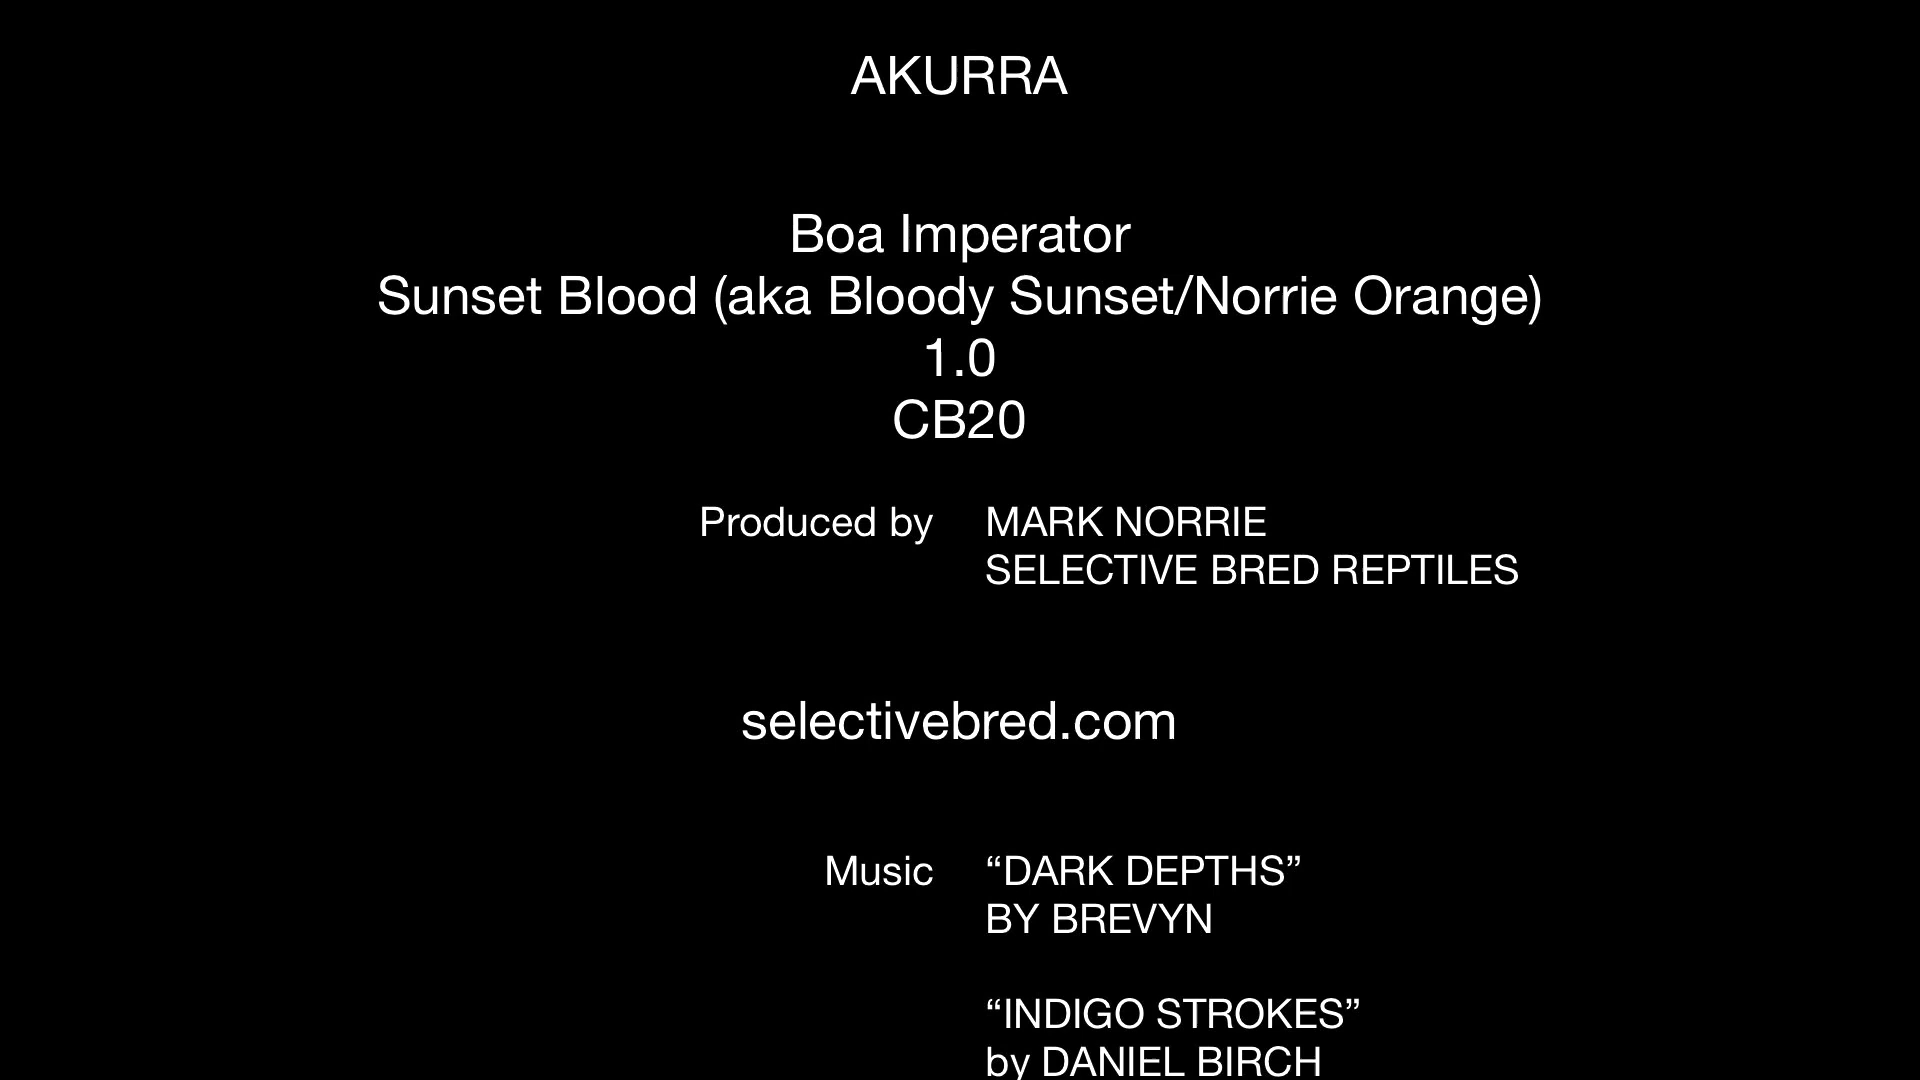 AKURRA
Boa Imperator
Sunset Blood (aka Bloody Sunset/Norrie Orange)
1.0
CB20
Produced by MARK NORRIE
SELECTIVE BRED REPTILES
selectivebred.com
Music “DARK DEPTHS”
BY BREVYN
“INDIGO STROKES”
by DANIEL BIRCH